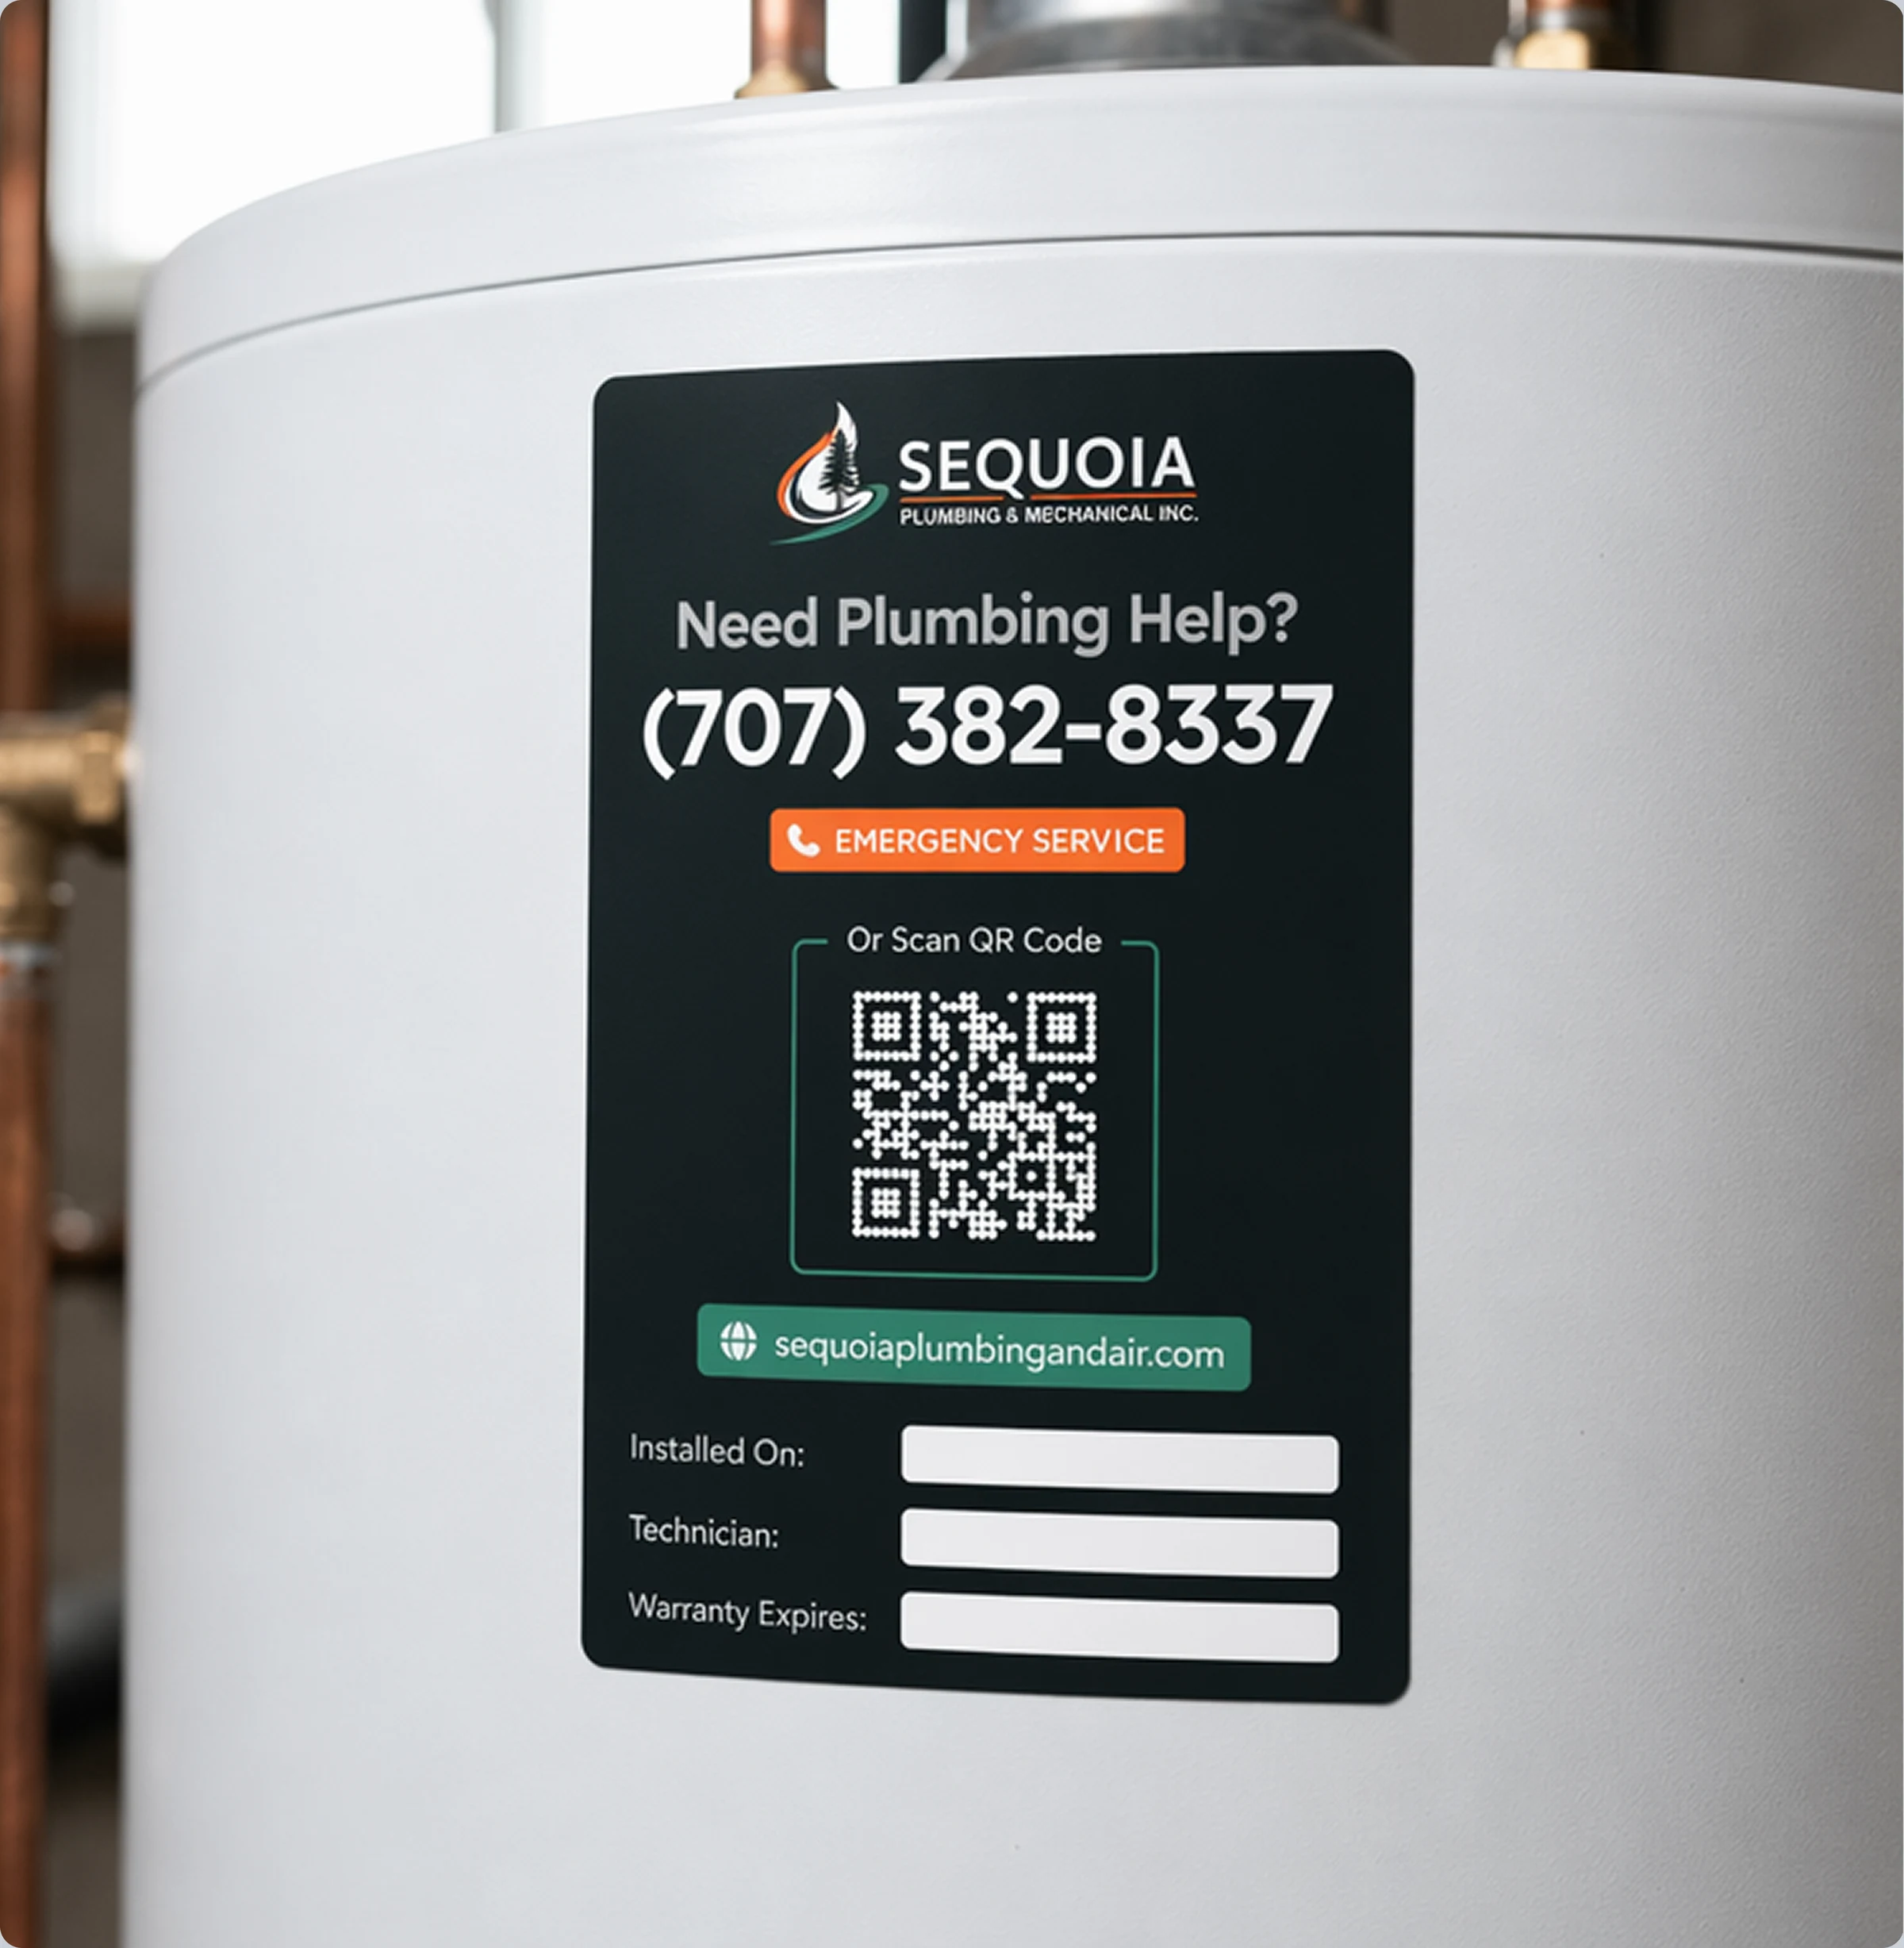 SEQUOIA
PLUMBING & MECHANICAL INC.
Need Plumbing Help?
(707) 382-8337
EMERGENCY SERVICE
Or Scan QR Code
sequoiaplumbingandair.com
Installed On:
Technician:
Warranty Expires: